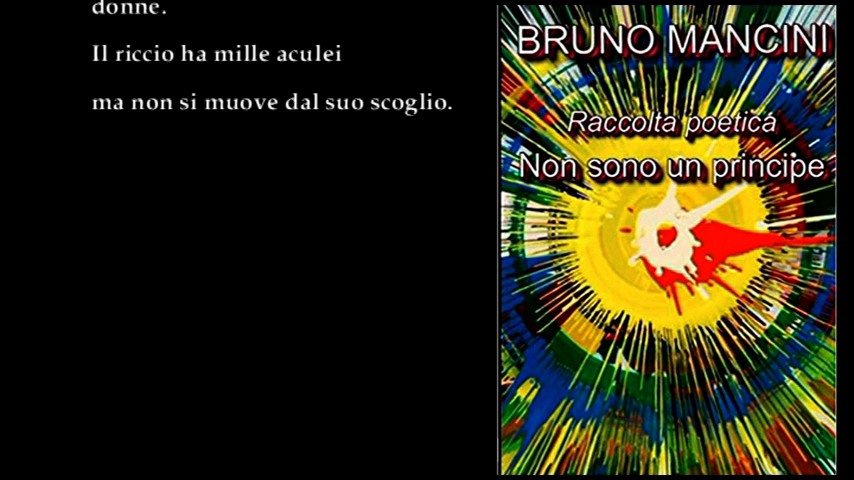 donne.
Il riccio ha mille aculei
ma non si muove dal suo scoglio.
BRUNO MANCINI
Raccolta poetica
Non sono un principe